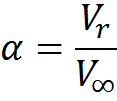 α = V_r / V_∞